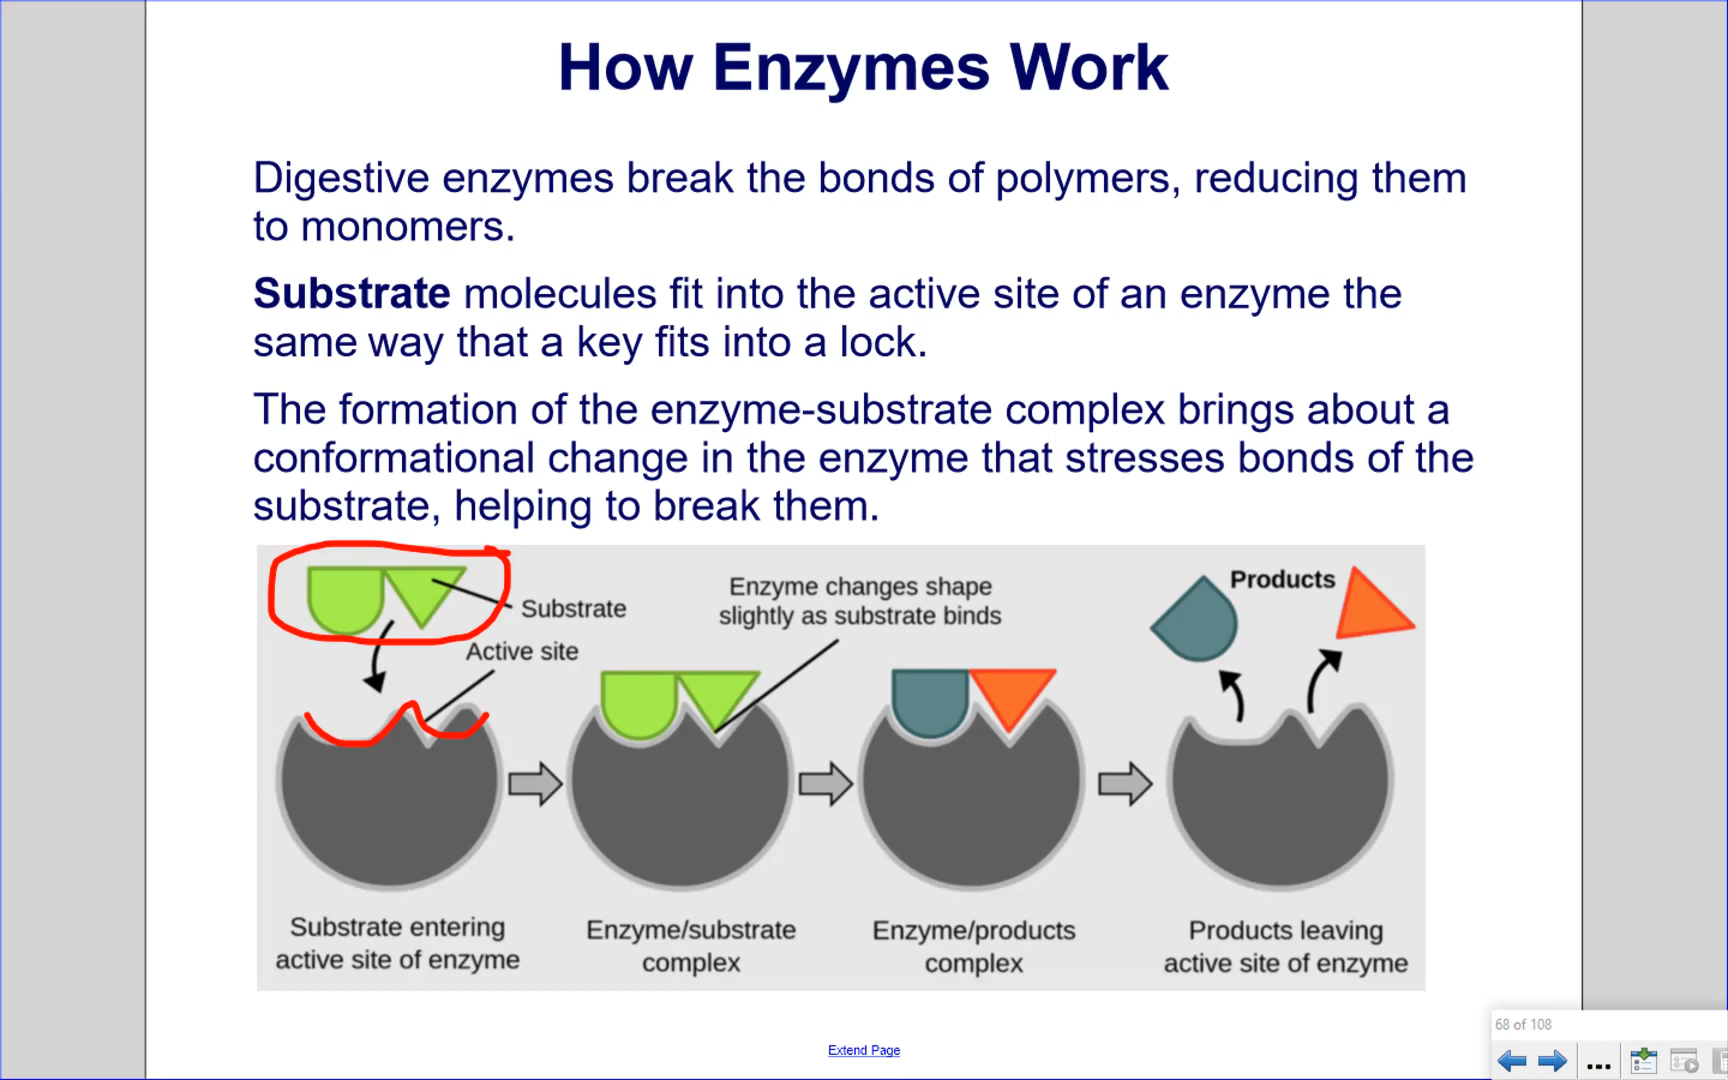 How Enzymes Work
Digestive enzymes break the bonds of polymers, reducing them
to monomers.
Substrate molecules fit into the active site of an enzyme the
same way that a key fits into a lock.
The formation of the enzyme-substrate complex brings about a
conformational change in the enzyme that stresses bonds of the
substrate, helping to break them.
Substrate
Active site
Enzyme changes shape
slightly as substrate binds
Products
Substrate entering
active site of enzyme
Enzyme/substrate
complex
Enzyme/products
complex
Products leaving
active site of enzyme
Extend Page
68 of 108
...